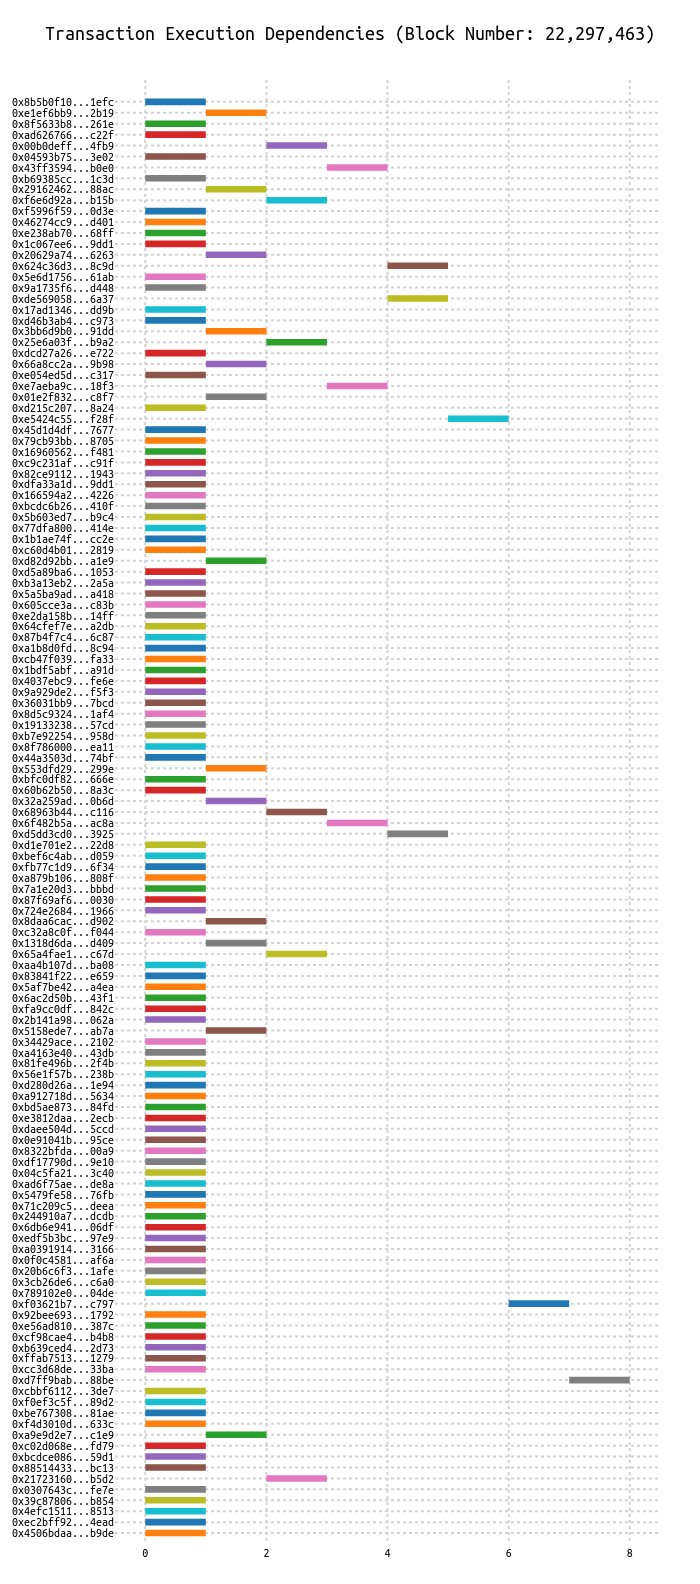 Transaction Execution Dependencies (Block Number: 22,297,463)
0x8b5b0f10...1efc
0xe1ef6bb9...2b19
0x8f5633b8...261e
0xad626766...c22f
0x00b0deff...4fb9
0x04593b75...3e02
0x43ff3594...b0e0
0xb69385cc...1c3d
0x29162462...88ac
0xf6e6d92a...b15b
0xf5996f59...0d3e
0x46274cc9...d401
0xe238ab70...68ff
0x1c067ee6...9dd1
0x20629a74...6263
0x624c36d3...8c9d
0x5e6d1756...61ab
0x9a1735f6...d448
0xde569058...6a37
0x17ad1346...dd9b
0xd46b3ab4...c973
0x3bb6d9b0...91dd
0x25e6a03f...b9a2
0xdcd27a26...e722
0x66a8cc2a...9b98
0xe054ed5d...c317
0xe7aeba9c...18f3
0x01e2f832...c8f7
0xd215c207...8a24
0xe5424c55...f28f
0x45d1d4df...7677
0x79cb93bb...8705
0x16960562...f481
0xc9c231af...c91f
0x82ce9112...1943
0xdfa33a1d...9dd1
0x166594a2...4226
0xbcdc6b26...410f
0x5b603ed7...b9c4
0x77dfa800...414e
0x1b1ae74f...cc2e
0xc60d4b01...2819
0xd82d92bb...a1e9
0xd5a89ba6...1053
0xb3a13eb2...2a5a
0x5a5ba9ad...a418
0x605cce3a...c83b
0xe2da158b...14ff
0x64cfef7e...a2db
0x87b4f7c4...6c87
0xa1b8d0fd...8c94
0xcb47f039...fa33
0x1bdf5abf...a91d
0x4037ebc9...fe6e
0x9a929de2...f5f3
0x36031bb9...7bcd
0x8d5c9324...1af4
0x19133238...57cd
0xb7e92254...958d
0x8f786000...ea11
0x44a3503d...74bf
0x553dfd29...299e
0xbfc0df82...666e
0x60b62b50...8a3c
0x32a259ad...0b6d
0x68963b44...c116
0x6f482b5a...ac8a
0xd5dd3cd0...3925
0xd1e701e2...22d8
0xbef6c4ab...d059
0xfb77c1d9...6f34
0xa879b106...808f
0x7a1e20d3...bbbd
0x87f69af6...0030
0x724e2684...1966
0x8daa6cac...d902
0xc32a8c0f...f044
0x1318d6da...d409
0x65a4fae1...c67d
0xaa4b107d...ba08
0x83841f22...e659
0x5af7be42...a4ea
0x6ac2d50b...43f1
0xfa9cc0df...842c
0x2b141a98...062a
0x5158ede7...ab7a
0x34429ace...2102
0xa4163e40...43db
0x81fe496b...2f4b
0x56e1f57b...238b
0xd280d26a...1e94
0xa912718d...5634
0xbd5ae873...84fd
0xe3812daa...2ecb
0xdaee504d...5ccd
0x0e91041b...95ce
0x8322bfda...00a9
0xdf17790d...9e10
0x04c5fa21...3c40
0xad6f75ae...de8a
0x5479fe58...76fb
0x71c209c5...deea
0x244910a7...dcdb
0x6db6e941...06df
0xedf5b3bc...97e9
0xa0391914...3166
0x0f0c4581...af6a
0x20b6c6f3...1afe
0x3cb26de6...c6a0
0x789102e0...04de
0xf03621b7...c797
0x92bee693...1792
0xe56ad810...387c
0xcf98cae4...b4b8
0xb639ced4...2d73
0xffab7513...1279
0xcc3d68de...33ba
0xd7ff9bab...88be
0xcbbf6112...3de7
0xf0ef3c5f...89d2
0xbe767308...81ae
0xf4d3010d...633c
0xa9e9d2e7...c1e9
0xc02d068e...fd79
0xbcdce086...59d1
0x88514433...bc13
0x21723160...b5d2
0x0307643c...fe7e
0x39c87806...b854
0x4efc1511...8513
0xec2bff92...4ead
0x4506bdaa...b9de
0 2 4 6 8